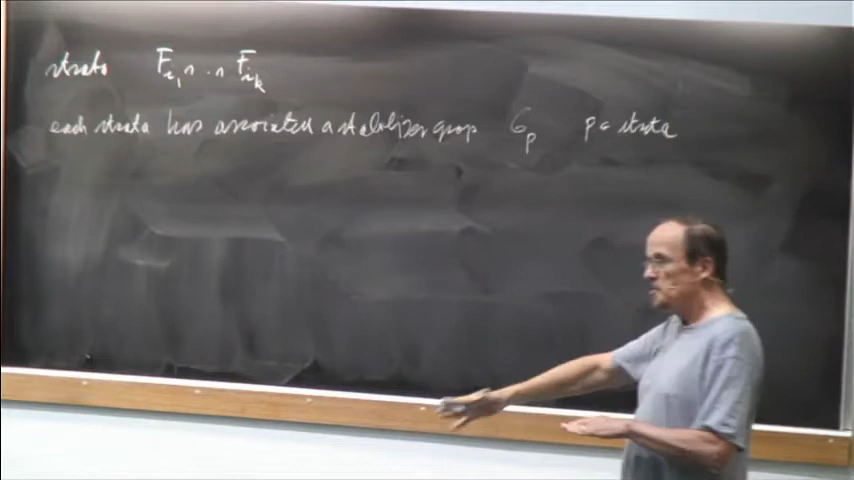 strata F_{i_1} ∩ .. ∩ F_{i_k}
each strata has associated a stabilizer group G_p p ∈ strata